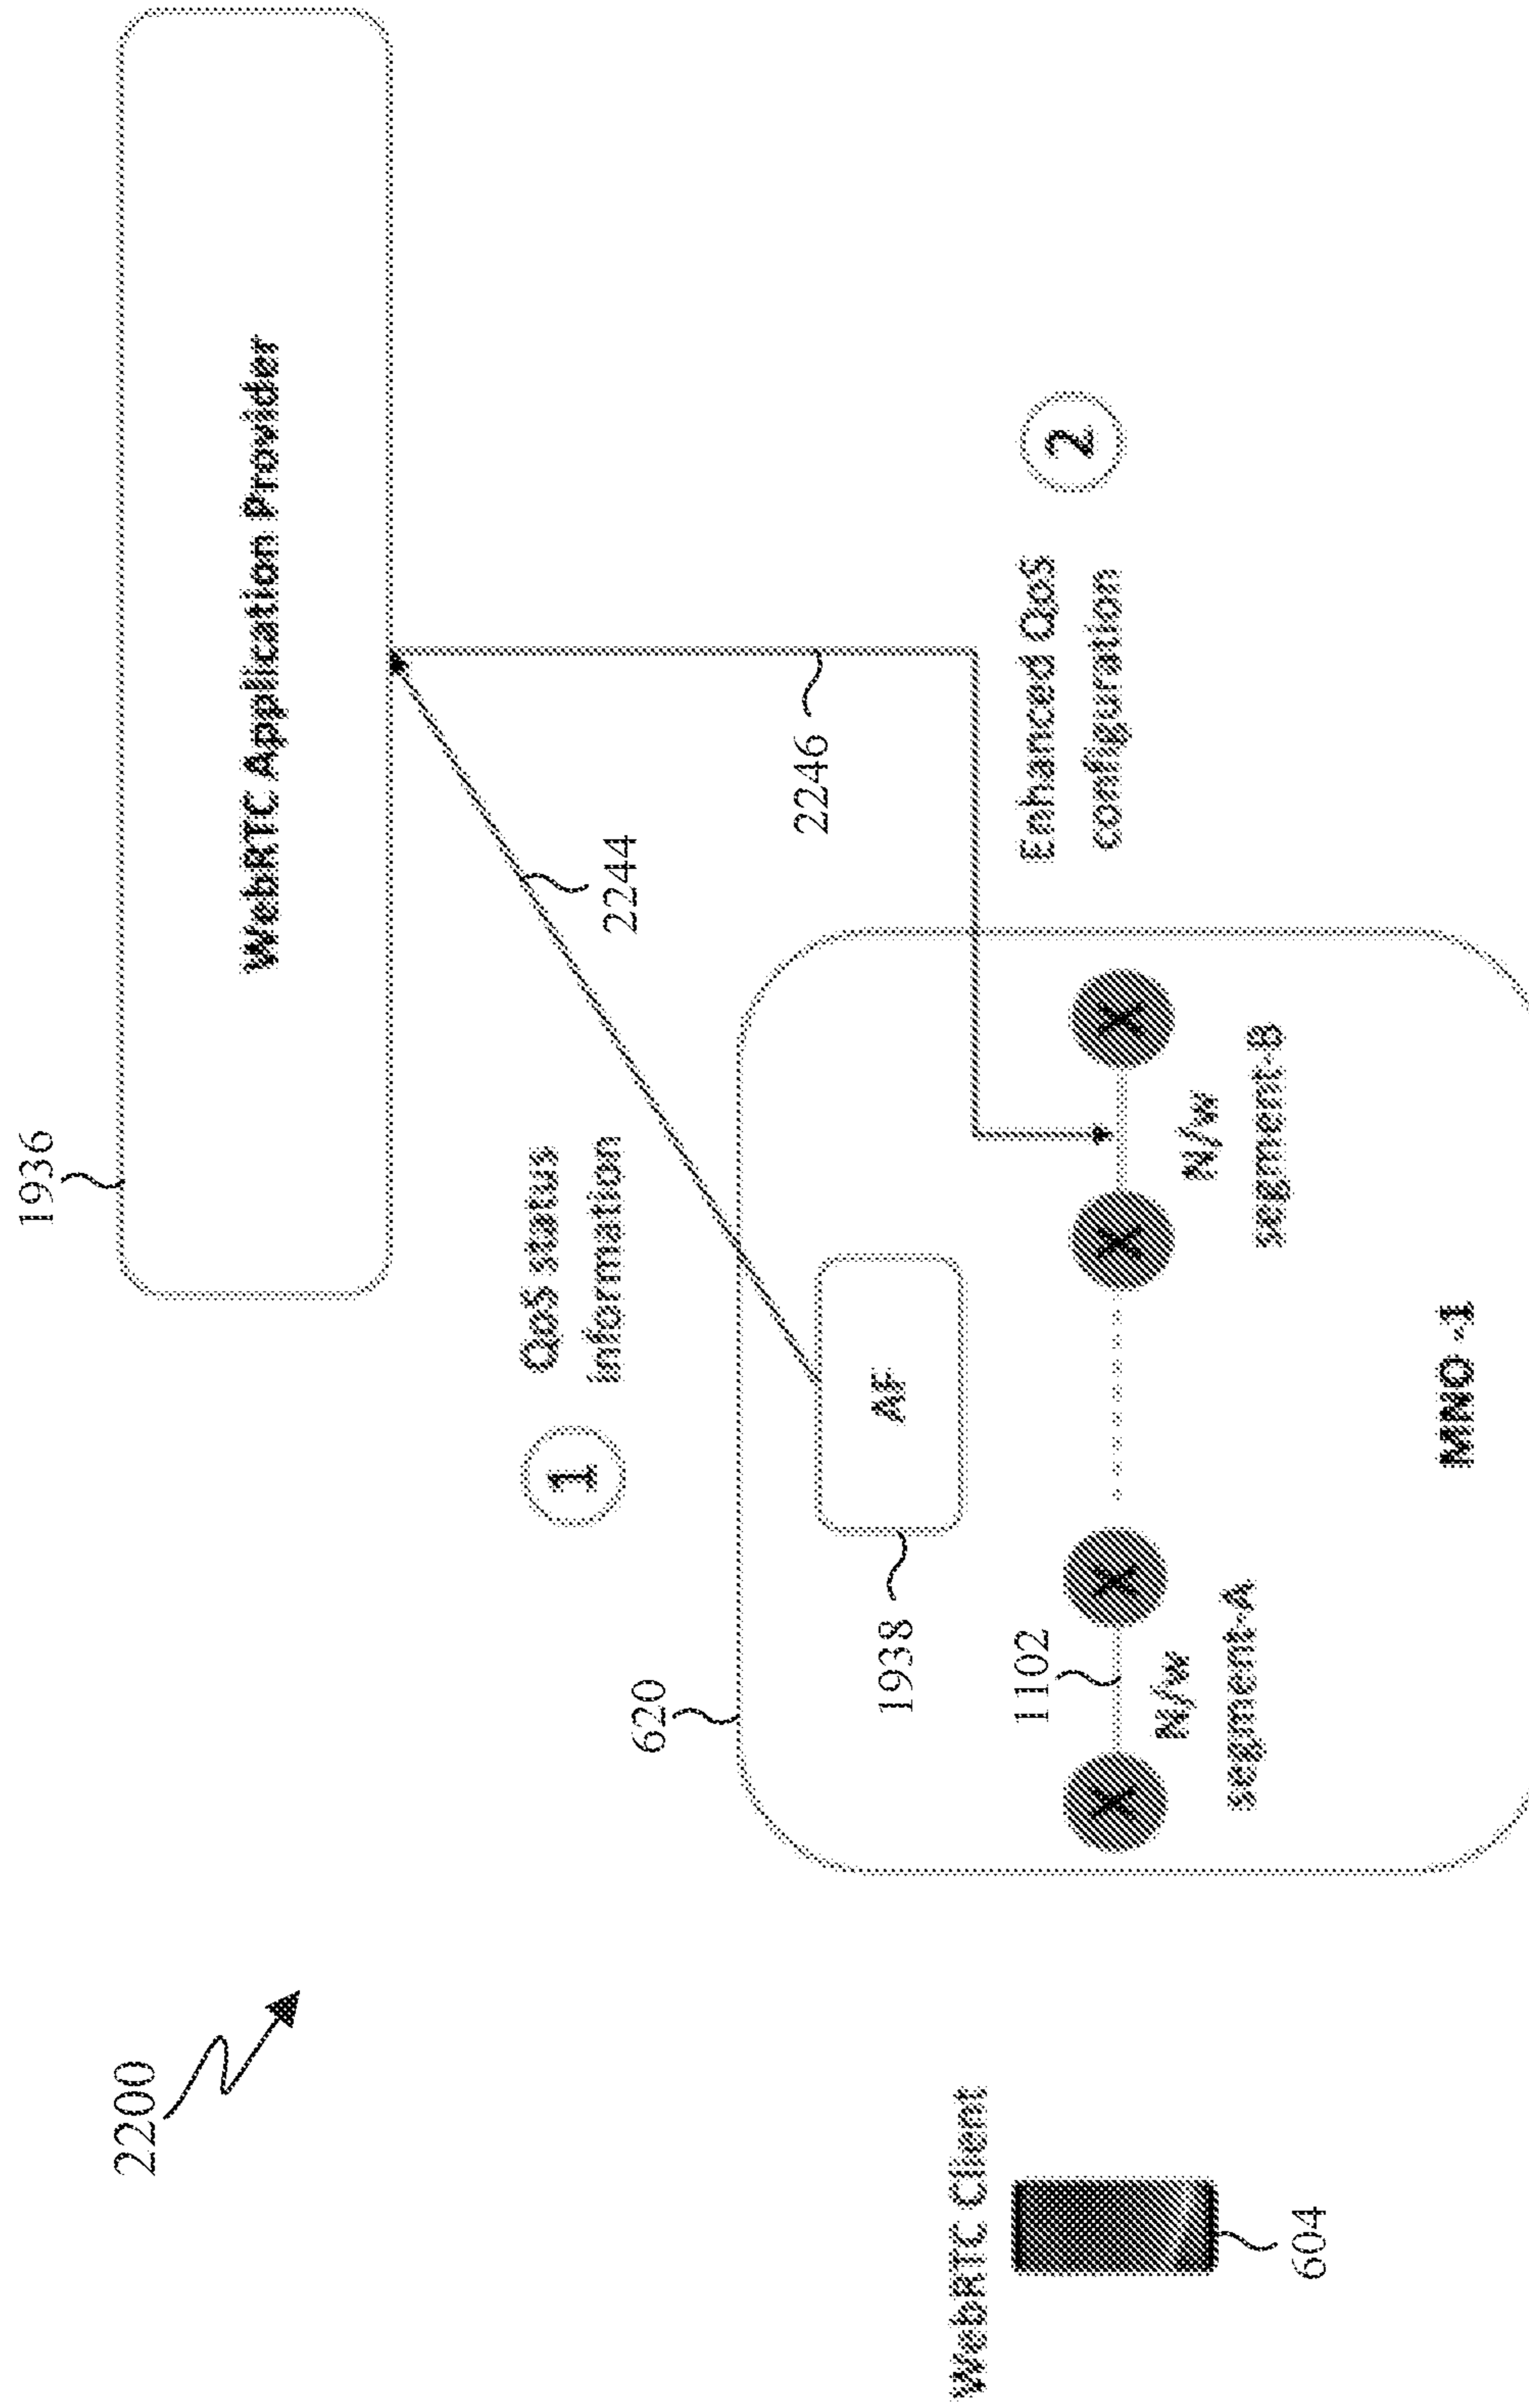 2200
1936
WebRTC Application Provider
1
QoS status
information
2244
620
2246
1938
AF
WebRTC Client
1102
Enhanced QoS
configuration
2
N/w
segment-A
N/w
segment-B
604
MNO -1